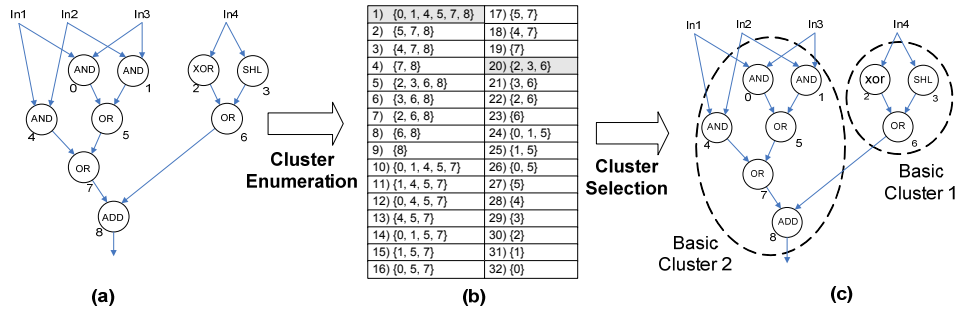 In1 In2 In3 In4
AND AND XOR SHL
0 1 2 3
AND OR OR
4 5 6
OR
7
ADD
8
(a)
Cluster
Enumeration
1) {0, 1, 4, 5, 7, 8}
2) {5, 7, 8}
3) {4, 7, 8}
4) {7, 8}
5) {2, 3, 6, 8}
6) {3, 6, 8}
7) {2, 6, 8}
8) {6, 8}
9) {8}
10) {0, 1, 4, 5, 7}
11) {1, 4, 5, 7}
12) {0, 4, 5, 7}
13) {4, 5, 7}
14) {0, 1, 5, 7}
15) {1, 5, 7}
16) {0, 5, 7}
17) {5, 7}
18) {4, 7}
19) {7}
20) {2, 3, 6}
21) {3, 6}
22) {2, 6}
23) {6}
24) {0, 1, 5}
25) {1, 5}
26) {0, 5}
27) {5}
28) {4}
29) {3}
30) {2}
31) {1}
32) {0}
(b)
Cluster
Selection
In1 In2 In3 In4
AND AND xor SHL
0 1 2 3
AND OR OR
4 5 6
OR
7
ADD
8
Basic
Cluster 1
Basic
Cluster 2
(c)